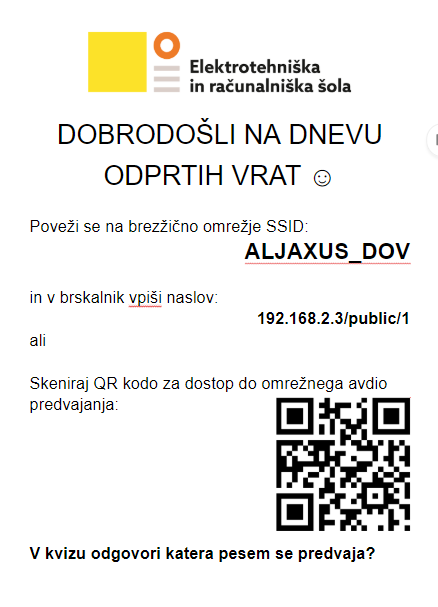 Elektrotehniška
in računalniška šola
DOBRODOŠLI NA DNEVU
ODPRTIH VRAT ☺
Poveži se na brezžično omrežje SSID:
ALJAXUS_DOV
in v brskalnik vpiši naslov:
192.168.2.3/public/1
ali
Skeniraj QR kodo za dostop do omrežnega avdio
predvajanja:
V kvizu odgovori katera pesem se predvaja?